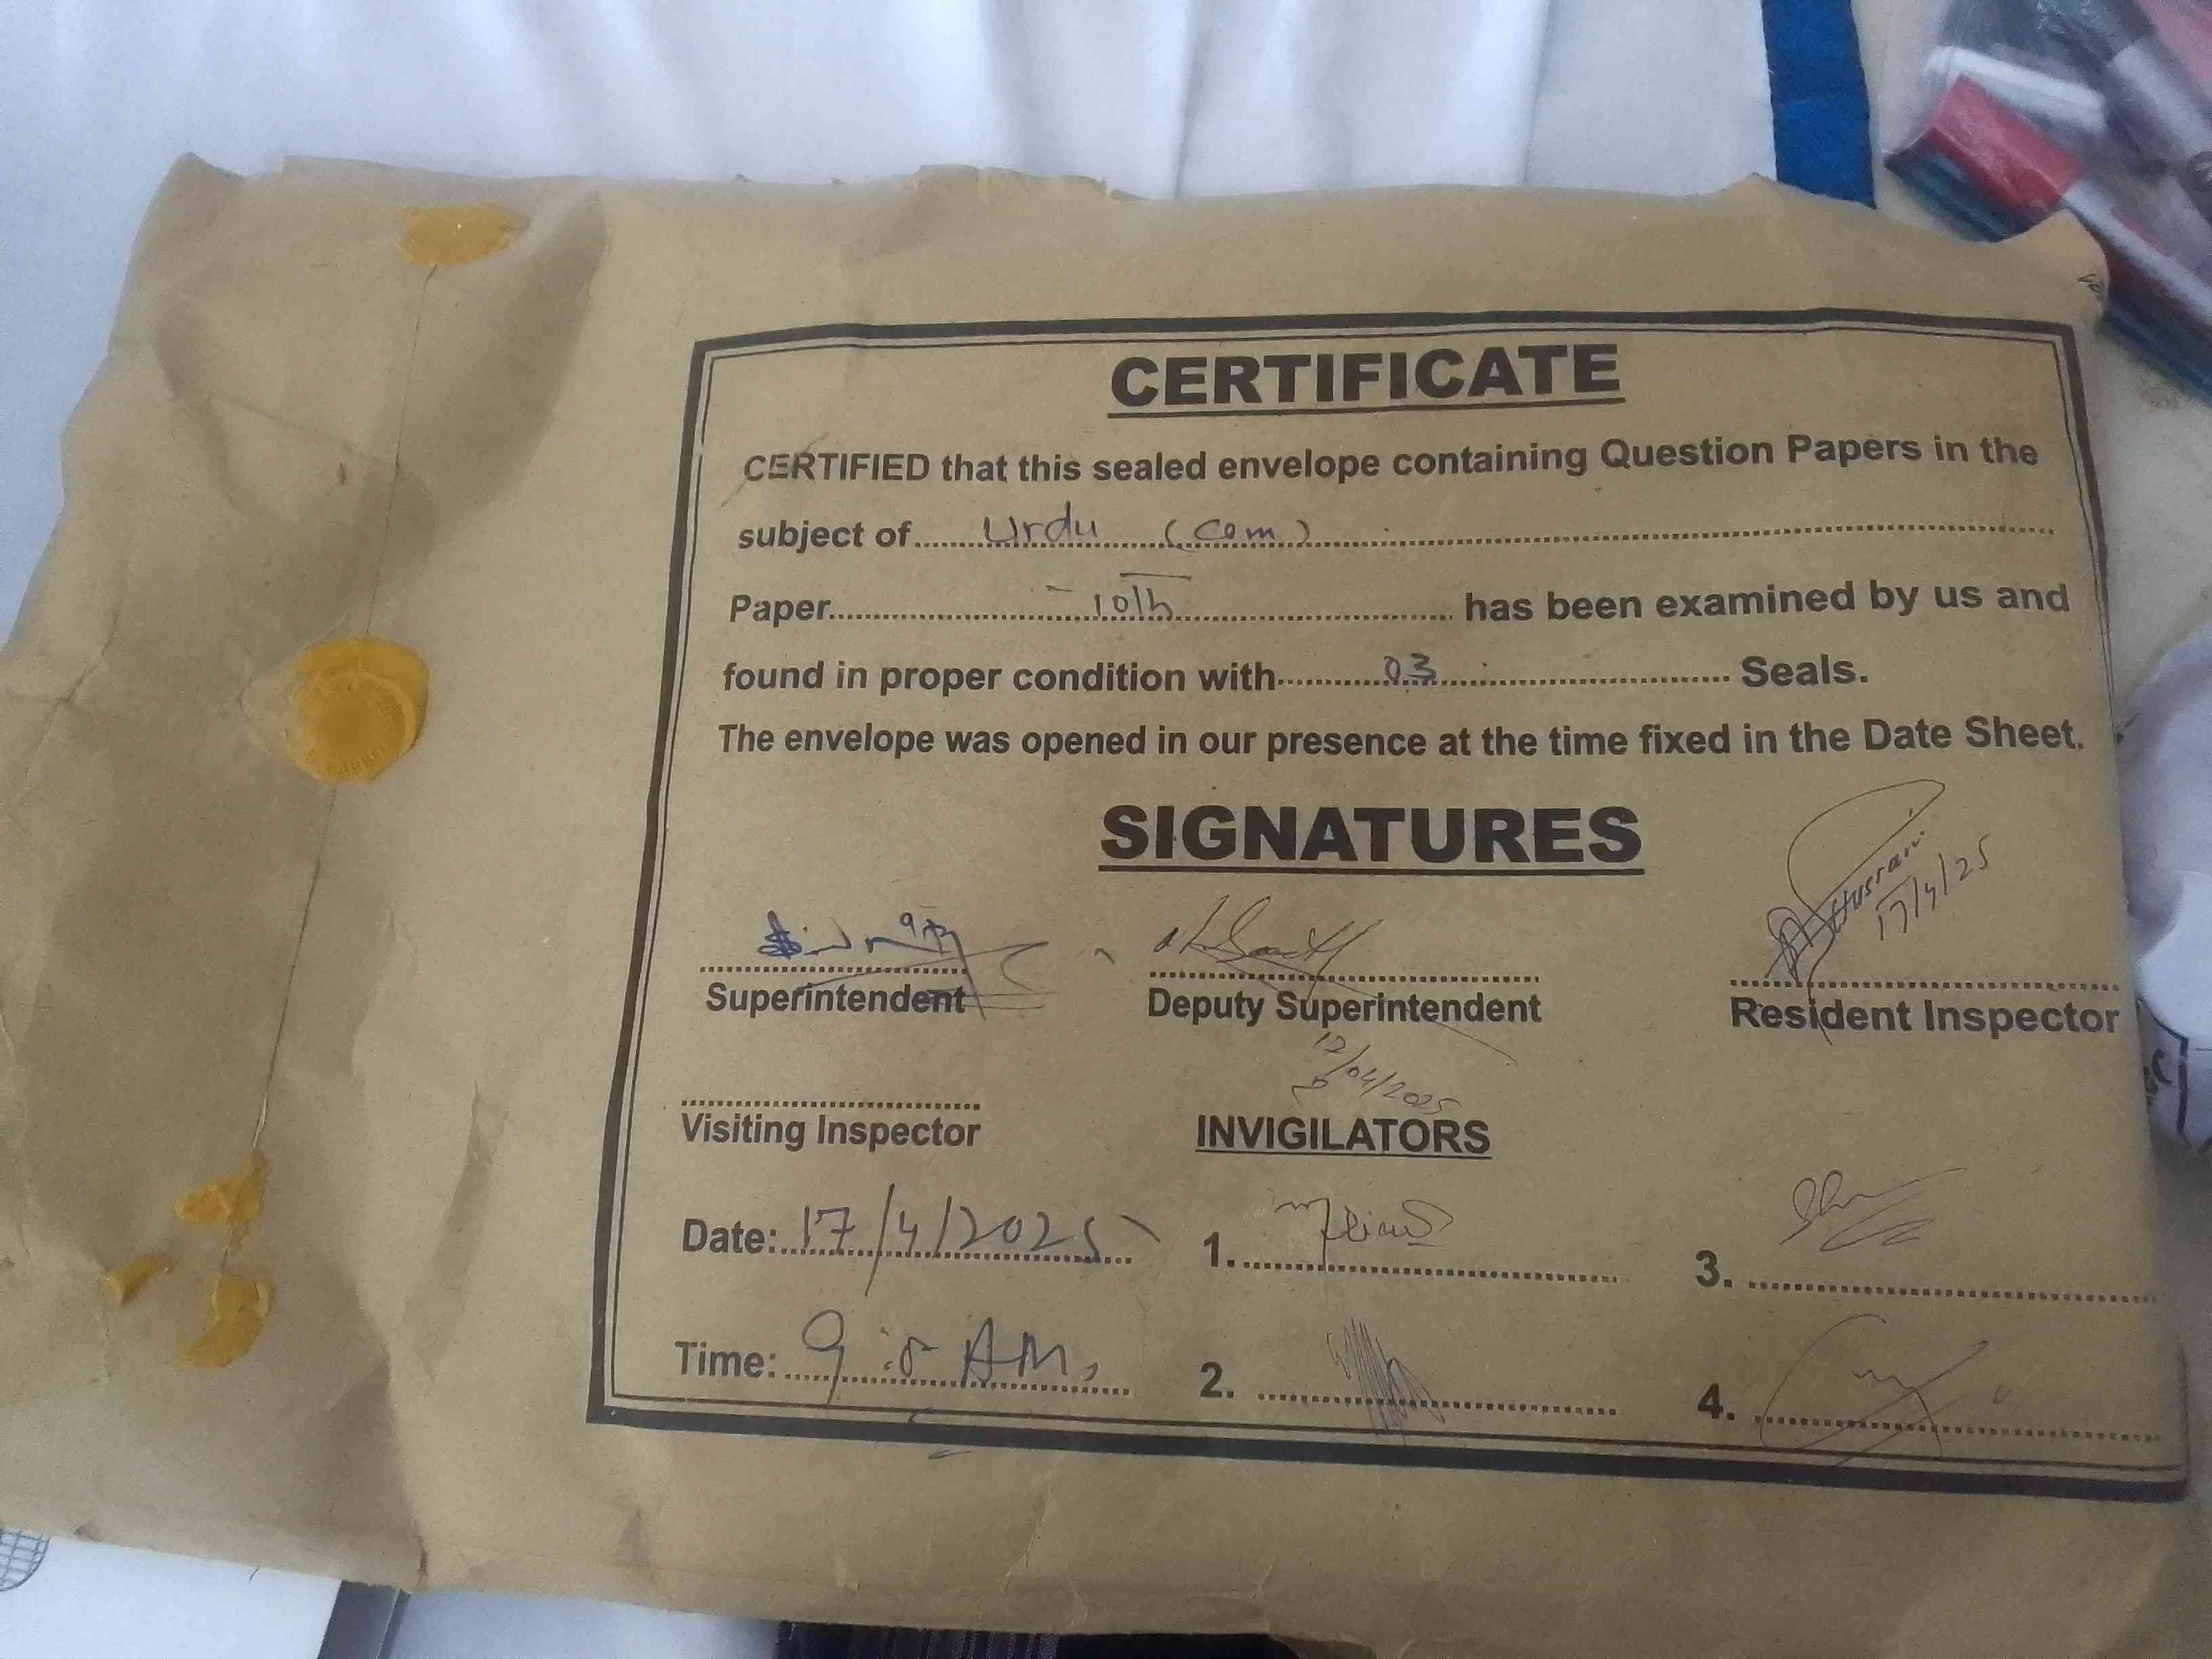 CERTIFICATE
CERTIFIED that this sealed envelope containing Question Papers in the
subject of Urdu (Com)
Paper 10th has been examined by us and
found in proper condition with 03 Seals.
The envelope was opened in our presence at the time fixed in the Date Sheet.
SIGNATURES
Hussain
17/4/25
Superintendent Deputy Superintendent Resident Inspector
17/04/2025
Visiting Inspector INVIGILATORS
Date: 17/4/2025 1. 3.
Time: AM. 2. 4.